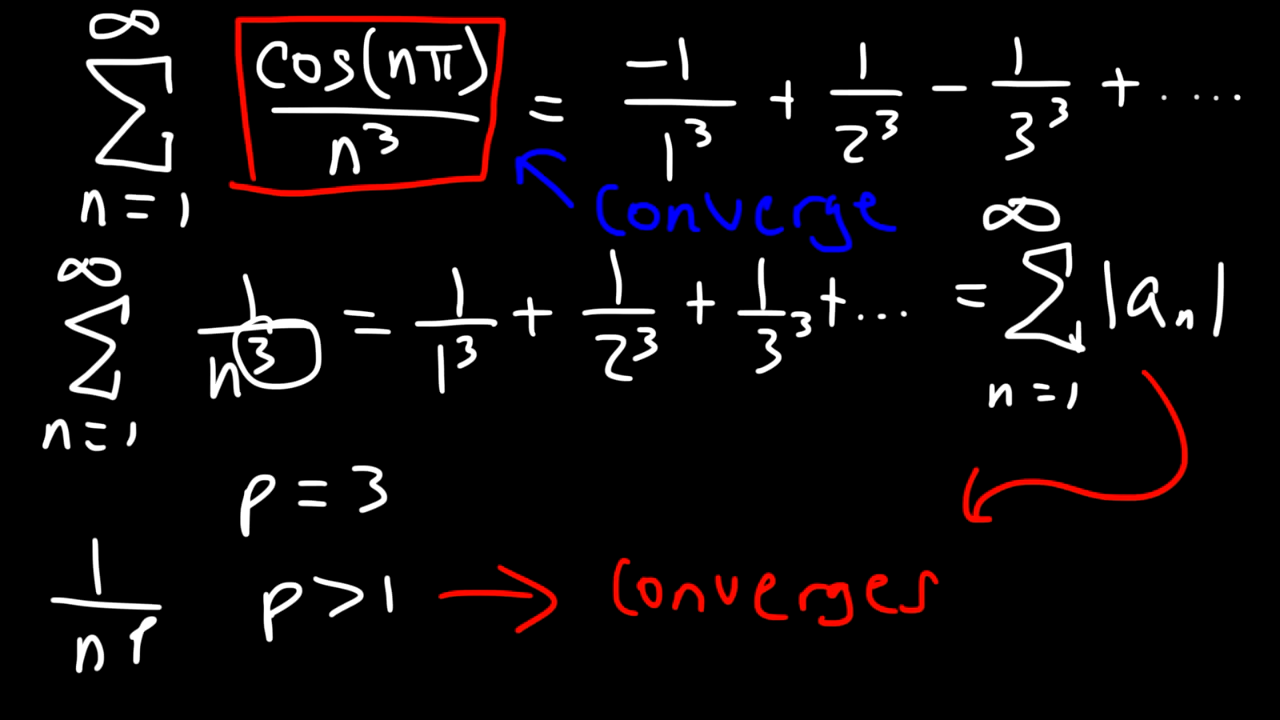 ∞∑n=1 cos(nπ)/n³ = -1/1³ + 1/2³ - 1/3³ + ....
converge
∞∑n=1 1/n³ = 1/1³ + 1/2³ + 1/3³ + ... = ∞∑n=1 |aₙ|
p = 3
1/nᵖ p > 1 → converges